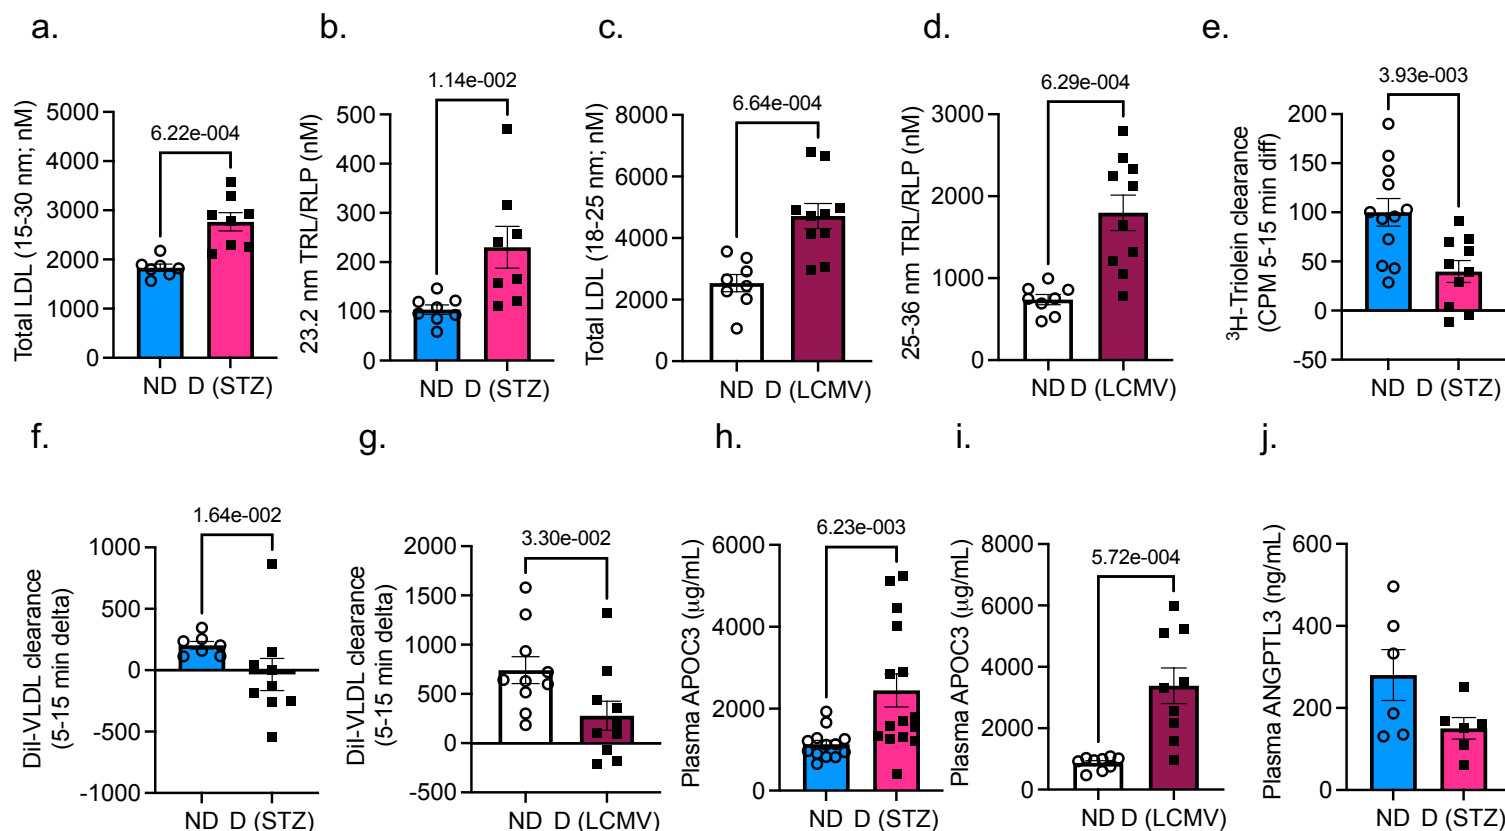 a.
Total LDL (15-30 nm; nM)
5000
4000
3000
2000
1000
0
6.22e-004
ND D (STZ)
b.
23.2 nm TRL/RLP (nM)
500
400
300
200
100
0
1.14e-002
ND D (STZ)
c.
Total LDL (18-25 nm; nM)
8000
6000
4000
2000
0
6.64e-004
ND D (LCMV)
d.
25-36 nm TRL/RLP (nM)
3000
2000
1000
0
6.29e-004
ND D (LCMV)
e.
³H-Triolein clearance
(CPM 5-15 min diff)
200
150
100
50
0
-50
3.93e-003
ND D (STZ)
f.
Dil-VLDL clearance
(5-15 min delta)
1000
500
0
-500
-1000
1.64e-002
ND D (STZ)
g.
Dil-VLDL clearance
(5-15 min delta)
2000
1500
1000
500
0
-500
3.30e-002
ND D (LCMV)
h.
Plasma APOC3 (µg/mL)
6000
4000
2000
0
6.23e-003
ND D (STZ)
i.
Plasma APOC3 (µg/mL)
8000
6000
4000
2000
0
5.72e-004
ND D (LCMV)
j.
Plasma ANGPTL3 (ng/mL)
600
400
200
0
ND D (STZ)